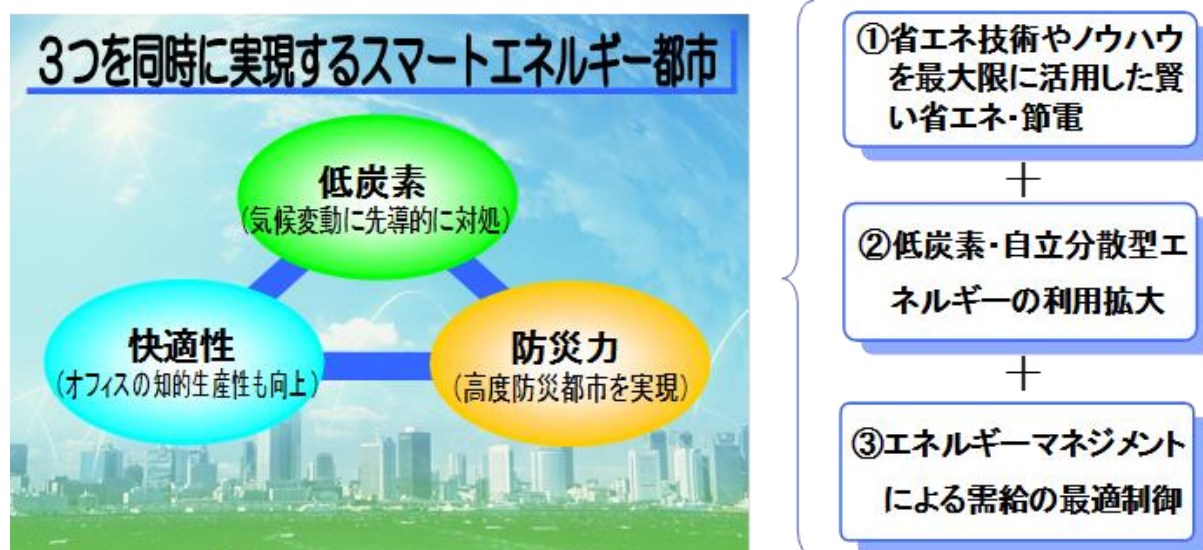 ３つを同時に実現するスマートエネルギー都市
低炭素
（気候変動に先導的に対処）
快適性
（オフィスの知的生産性も向上）
防災力
（高度防災都市を実現）
①省エネ技術やノウハウ
を最大限に活用した賢
い省エネ・節電
＋
②低炭素・自立分散型エ
ネルギーの利用拡大
＋
③エネルギーマネジメント
による需給の最適制御